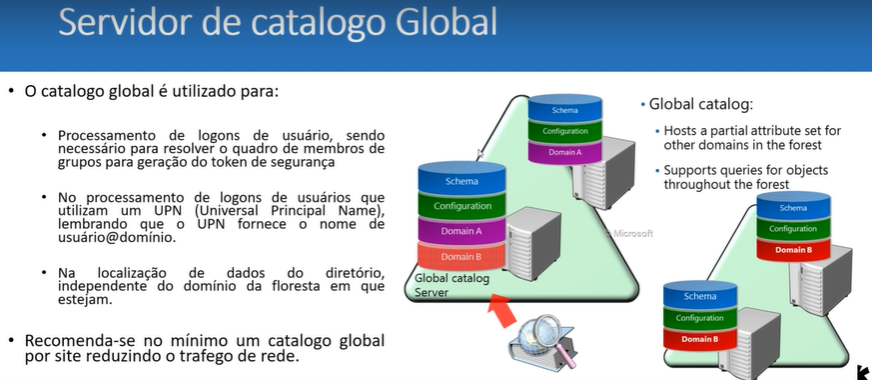 Servidor de catalogo Global
• O catalogo global é utilizado para:
• Processamento de logons de usuário, sendo
necessário para resolver o quadro de membros de
grupos para geração do token de segurança
• No processamento de logons de usuários que
utilizam um UPN (Universal Principal Name),
lembrando que o UPN fornece o nome de
usuário@domínio.
• Na localização de dados do diretório,
independente do domínio da floresta em que
estejam.
• Recomenda-se no mínimo um catalogo global
por site reduzindo o trafego de rede.
Schema
Configuration
Domain A
Schema
Configuration
Domain A
Domain B
Global catalog
Server
• Global catalog:
• Hosts a partial attribute set for
other domains in the forest
• Supports queries for objects
throughout the forest
© Microsoft
Schema
Configuration
Domain B
Schema
Configuration
Domain B